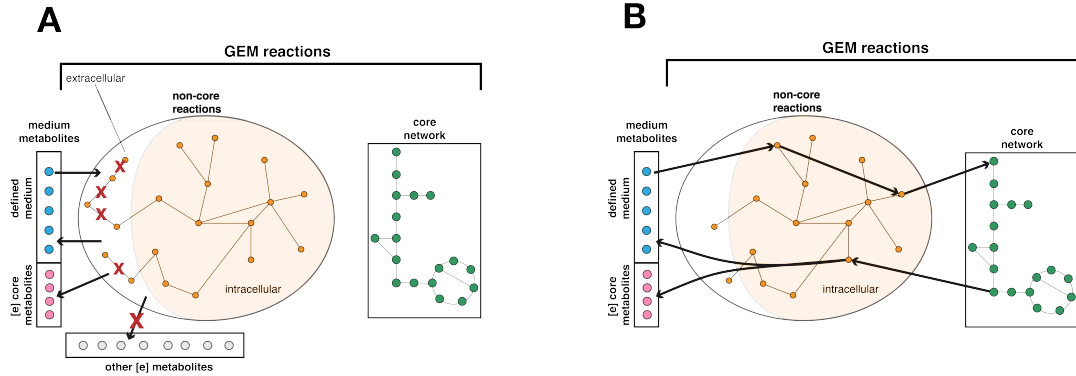 A
GEM reactions
extracellular
non-core
reactions
medium
metabolites
core
network
defined
medium
[e] core
metabolites
X
X
X
X
X
intracellular
other [e] metabolites
B
GEM reactions
non-core
reactions
medium
metabolites
core
network
defined
medium
[e] core
metabolites
intracellular